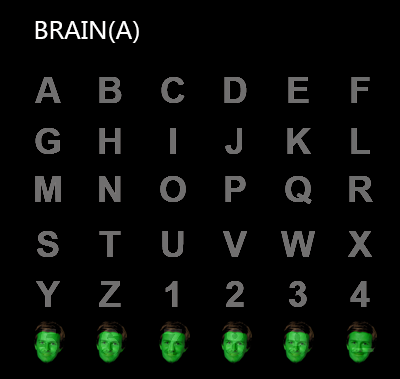 BRAIN(A)
A B C D E F
G H I J K L
M N O P Q R
S T U V W X
Y Z 1 2 3 4